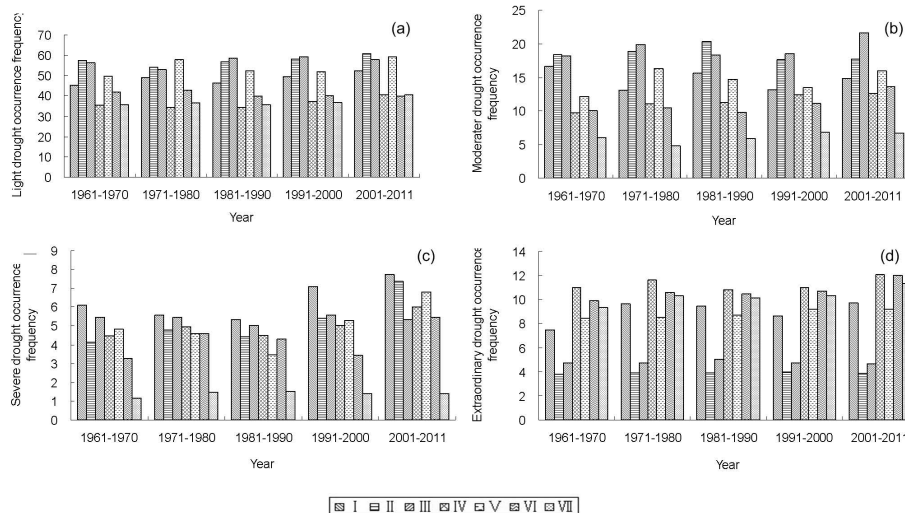 (a)
Light drought occurrence frequency
70
60
50
40
30
20
10
0
1961-1970 1971-1980 1981-1990 1991-2000 2001-2011
Year
(b)
Moderater drought occurrence
frequency
25
20
15
10
5
0
1961-1970 1971-1980 1981-1990 1991-2000 2001-2011
Year
(c)
Severe drought occurrence
frequency
9
8
7
6
5
4
3
2
1
0
1961-1970 1971-1980 1981-1990 1991-2000 2001-2011
Year
(d)
Extraordinary drought occurrence
frequency
14
12
10
8
6
4
2
0
1961-1970 1971-1980 1981-1990 1991-2000 2001-2011
Year
I II III IV V VI VII